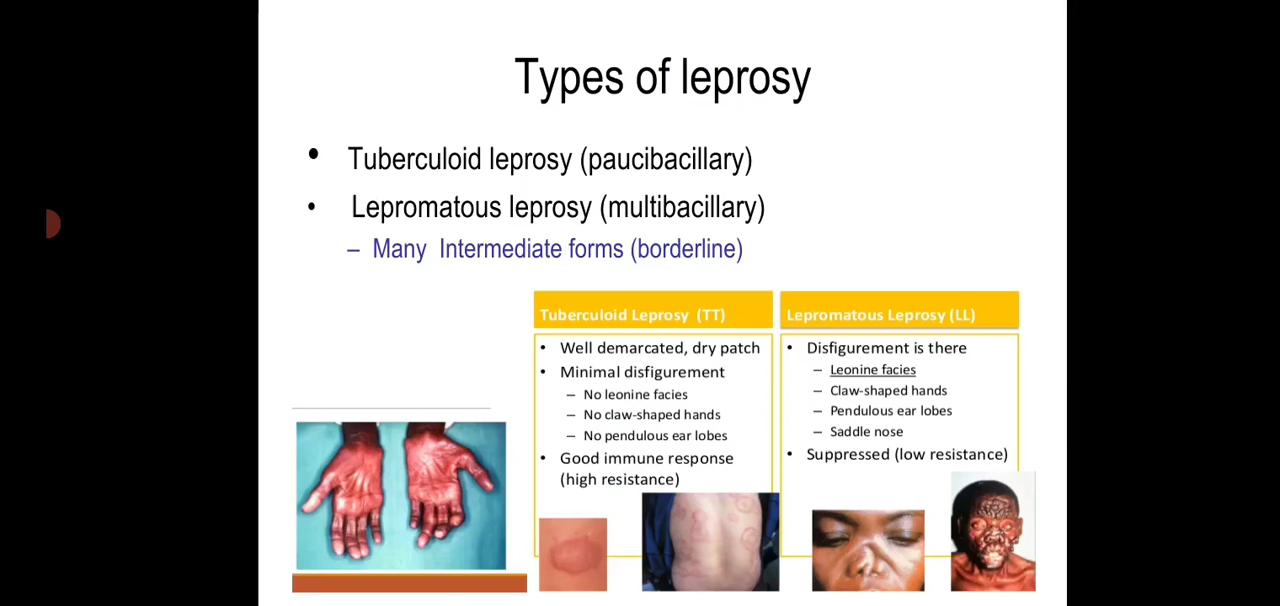 Types of leprosy
• Tuberculoid leprosy (paucibacillary)
• Lepromatous leprosy (multibacillary)
– Many Intermediate forms (borderline)
Tuberculoid Leprosy (TT)
• Well demarcated, dry patch
• Minimal disfigurement
– No leonine facies
– No claw-shaped hands
– No pendulous ear lobes
• Good immune response
(high resistance)
Lepromatous Leprosy (LL)
• Disfigurement is there
– Leonine facies
– Claw-shaped hands
– Pendulous ear lobes
– Saddle nose
• Suppressed (low resistance)